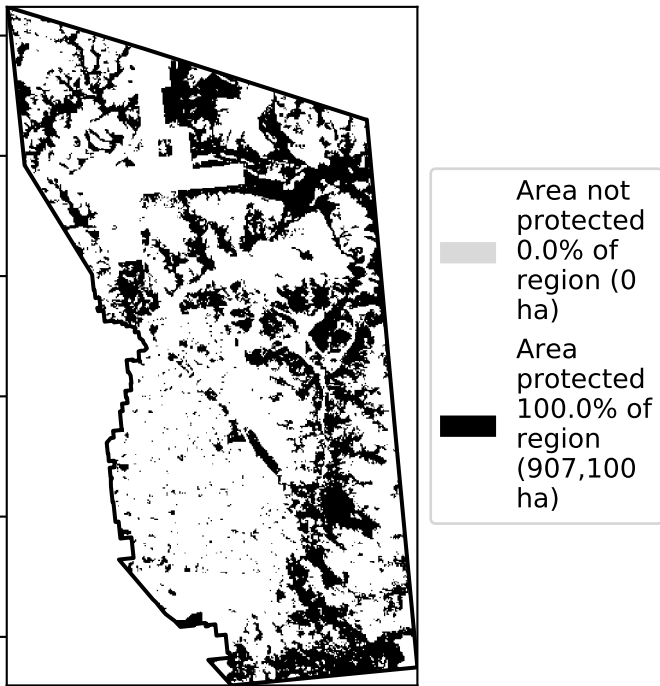 Area not
protected
0.0% of
region (0
ha)
Area
protected
100.0% of
region
(907,100
ha)